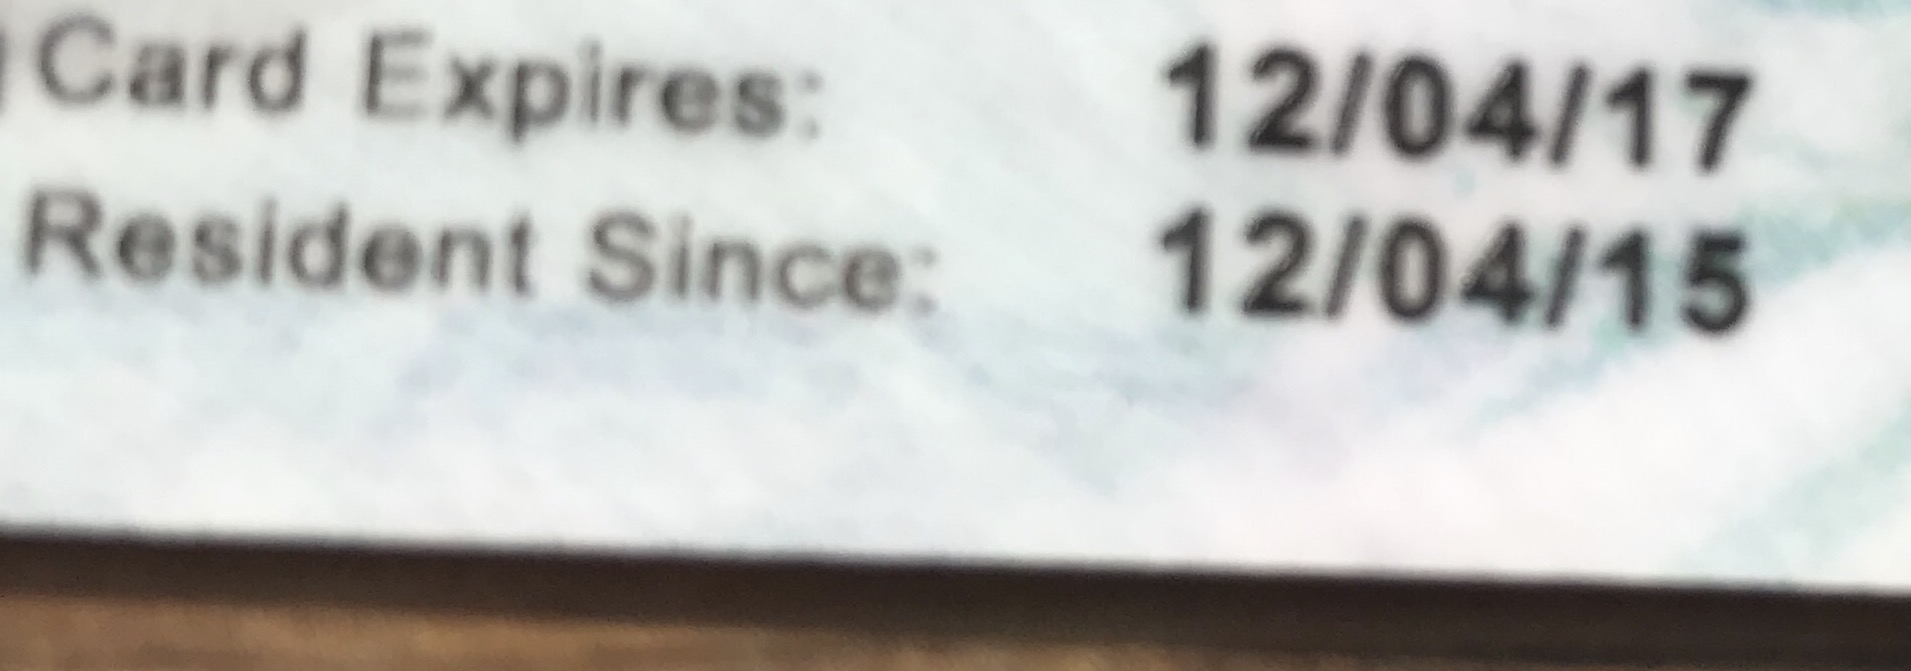 Card Expires: 12/04/17
Resident Since: 12/04/15